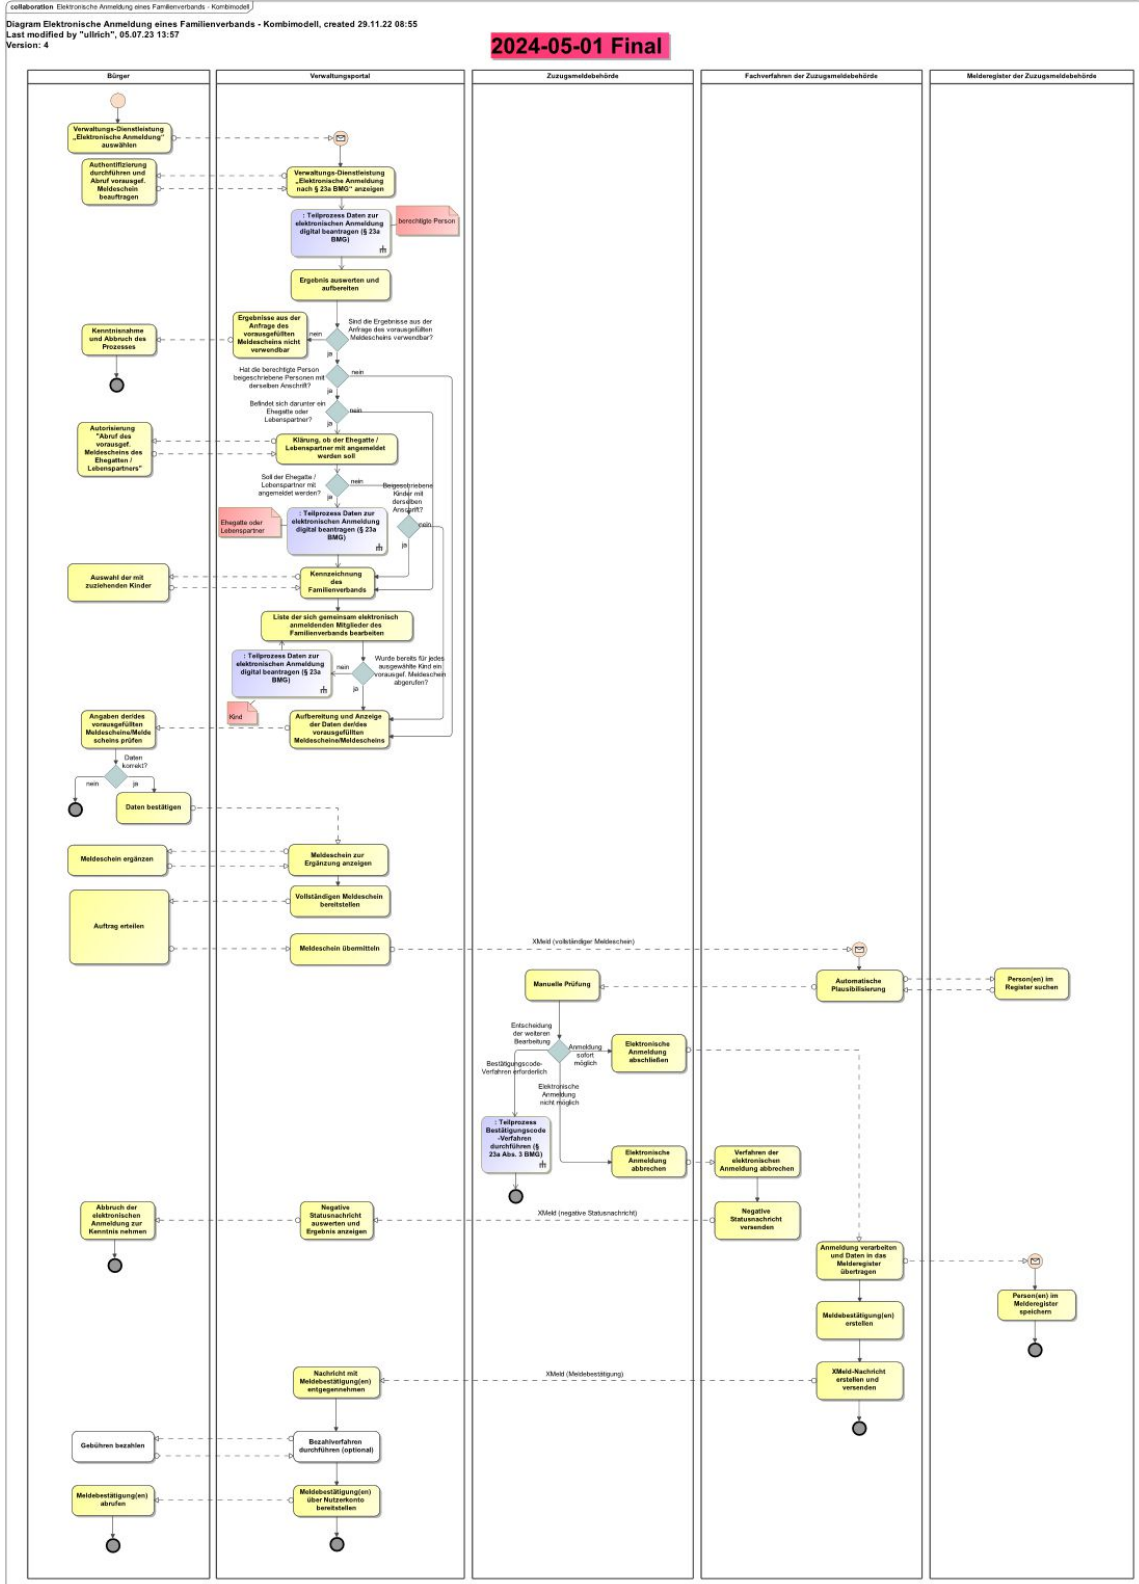 collaboration Elektronische Anmeldung eines Familienverbands - Kombimodell
Diagram Elektronische Anmeldung eines Familienverbands - Kombimodell, created 29.11.22 08:55
Last modified by "ullrich", 05.07.23 13:57
Version: 4
2024-05-01 Final
Bürger
Verwaltungsportal
Zuzugsmeldebehörde
Fachverfahren der Zuzugsmeldebehörde
Melderegister der Zuzugsmeldebehörde
Verwaltungs-Dienstleistung
„Elektronische Anmeldung“
auswählen
Authentifizierung
durchführen und
Abruf vorausgef.
Meldeschein
beauftragen
Verwaltungs-Dienstleistung
„Elektronische Anmeldung
nach § 23a BMG“ anzeigen
: Teilprozess Daten zur
elektronischen Anmeldung
digital beantragen (§ 23a
BMG)
berechtigte Person
Ergebnis auswerten und
aufbereiten
Ergebnisse aus der
Anfrage des
vorausgefüllten
Meldescheins nicht
verwendbar
nein
Sind die Ergebnisse aus der
Anfrage des vorausgefüllten
Meldescheins verwendbar?
ja
Kenntnisnahme
und Abbruch des
Prozesses
Hat die berechtigte Person
beigeschriebene Personen mit
derselben Anschrift?
nein
ja
Befindet sich darunter ein
Ehegatte oder
Lebenspartner?
nein
ja
Autorisierung
"Abruf des
vorausgef.
Meldescheins des
Ehegatten /
Lebenspartners"
Klärung, ob der Ehegatte /
Lebenspartner mit angemeldet
werden soll
Soll der Ehegatte /
Lebenspartner mit
angemeldet werden?
nein
ja
Beigeschriebene
Kinder mit
derselben
Anschrift?
nein
ja
Ehegatte oder
Lebenspartner
: Teilprozess Daten zur
elektronischen Anmeldung
digital beantragen (§ 23a
BMG)
Auswahl der mit
zuziehenden Kinder
Kennzeichnung
des
Familienverbands
Liste der sich gemeinsam elektronisch
anmeldenden Mitglieder des
Familienverbands bearbeiten
: Teilprozess Daten zur
elektronischen Anmeldung
digital beantragen (§ 23a
BMG)
nein
Wurde bereits für jedes
ausgewählte Kind ein
vorausgef. Meldeschein
abgerufen?
ja
Kind
Angaben der/des
vorausgefüllten
Meldescheine/Melde
scheins prüfen
Aufbereitung und Anzeige
der Daten der/des
vorausgefüllten
Meldescheine/Meldescheins
Daten
korrekt?
nein
ja
Daten bestätigen
Meldeschein ergänzen
Meldeschein zur
Ergänzung anzeigen
Vollständigen Meldeschein
bereitstellen
Auftrag erteilen
Meldeschein übermitteln
XMeld (vollständiger Meldeschein)
Manuelle Prüfung
Automatische
Plausibilisierung
Person(en) im
Register suchen
Entscheidung
der weiteren
Bearbeitung
Anmeldung
sofort
möglich
Elektronische
Anmeldung
abschließen
Bestätigungscode-
Verfahren erforderlich
Elektronische
Anmeldung
nicht möglich
: Teilprozess
Bestätigungscode
-Verfahren
durchführen (§
23a Abs. 3 BMG)
Elektronische
Anmeldung
abbrechen
Verfahren der
elektronischen
Anmeldung abbrechen
Abbruch der
elektronischen
Anmeldung zur
Kenntnis nehmen
Negative
Statusnachricht
auswerten und
Ergebnis anzeigen
XMeld (negative Statusnachricht)
Negative
Statusnachricht
versenden
Anmeldung verarbeiten
und Daten in das
Melderegister
übertragen
Person(en) im
Melderegister
speichern
Meldebestätigung(en)
erstellen
Nachricht mit
Meldebestätigung(en)
entgegennehmen
XMeld (Meldebestätigung)
XMeld-Nachricht
erstellen und
versenden
Gebühren bezahlen
Bezahlverfahren
durchführen (optional)
Meldebestätigung(en)
abrufen
Meldebestätigung(en)
über Nutzerkonto
bereitstellen